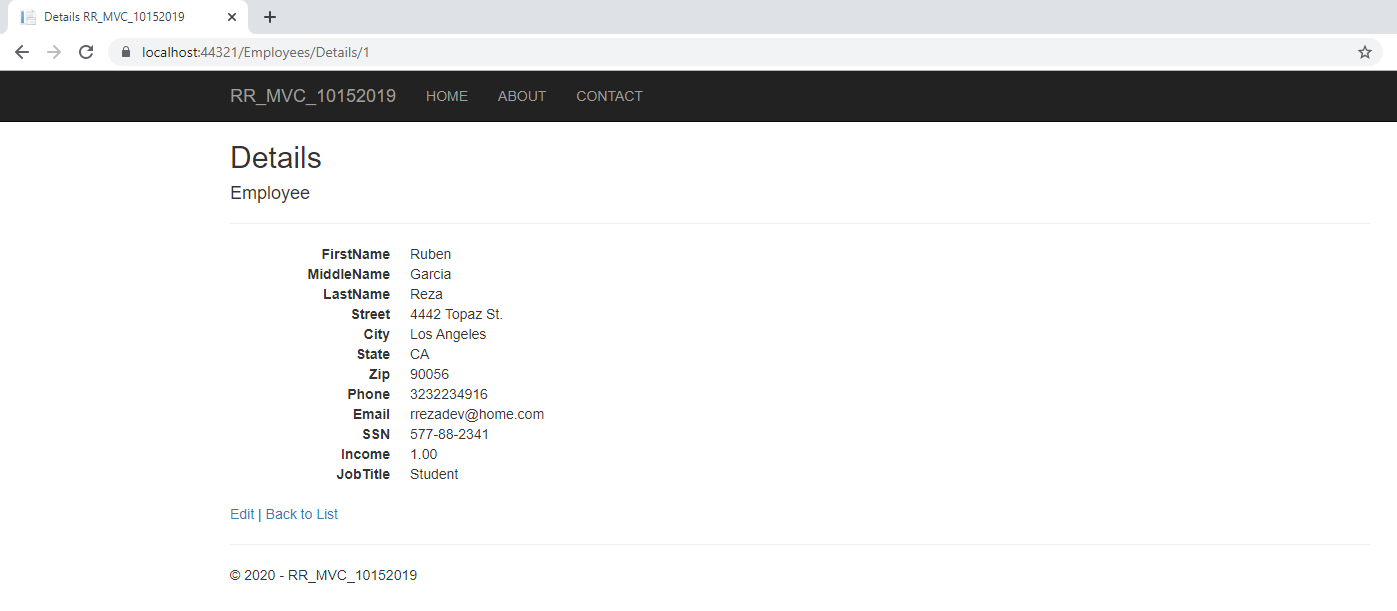 Details RR_MVC_10152019
localhost:44321/Employees/Details/1
RR_MVC_10152019 HOME ABOUT CONTACT
Details
Employee
FirstName Ruben
MiddleName Garcia
LastName Reza
Street 4442 Topaz St.
City Los Angeles
State CA
Zip 90056
Phone 3232234916
Email rrezadev@home.com
SSN 577-88-2341
Income 1.00
JobTitle Student
Edit | Back to List
© 2020 - RR_MVC_10152019